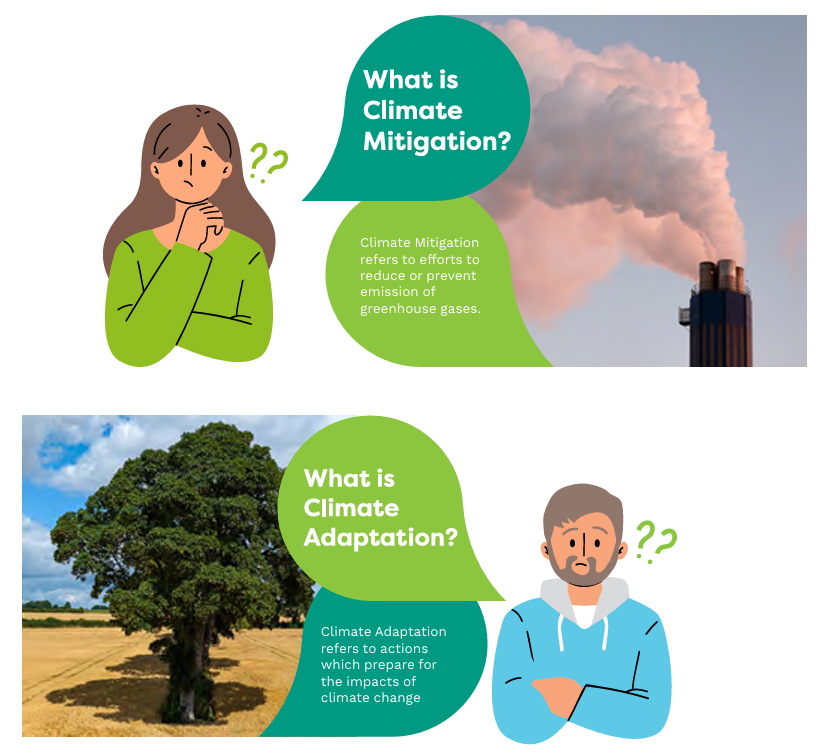 What is
Climate
Mitigation?
??
Climate Mitigation
refers to efforts to
reduce or prevent
emission of
greenhouse gases.
What is
Climate
Adaptation?
??
Climate Adaptation
refers to actions
which prepare for
the impacts of
climate change